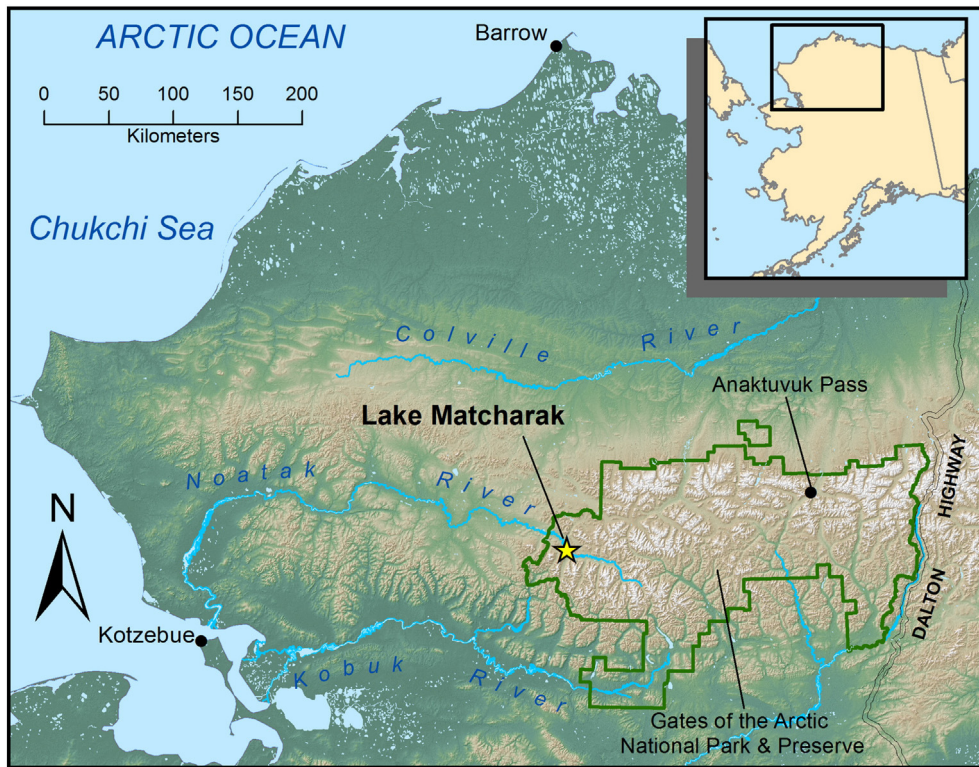 ARCTIC OCEAN
Barrow
0 50 100 150 200
Kilometers
Chukchi Sea
Colville River
Anaktuvuk Pass
Lake Matcharak
Noatak River
HIGHWAY
DALTON
N
Kotzebue
Kobuk River
Gates of the Arctic
National Park & Preserve